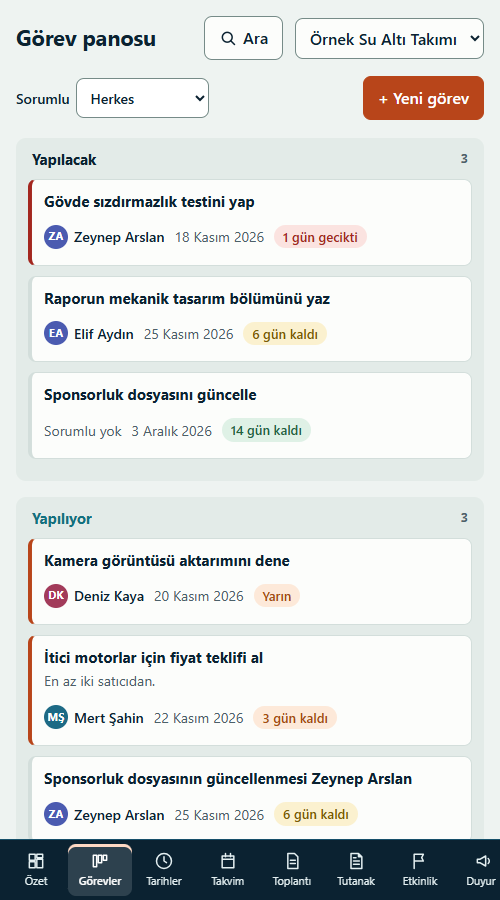 Görev panosu
Ara
Örnek Su Altı Takımı
Sorumlu
Herkes
+ Yeni görev
Yapılacak 3
Gövde sızdırmazlık testini yap
ZA Zeynep Arslan 18 Kasım 2026 1 gün gecikti
Raporun mekanik tasarım bölümünü yaz
EA Elif Aydın 25 Kasım 2026 6 gün kaldı
Sponsorluk dosyasını güncelle
Sorumlu yok 3 Aralık 2026 14 gün kaldı
Yapılıyor 3
Kamera görüntüsü aktarımını dene
DK Deniz Kaya 20 Kasım 2026 Yarın
İtici motorlar için fiyat teklifi al
En az iki satıcıdan.
MŞ Mert Şahin 22 Kasım 2026 3 gün kaldı
Sponsorluk dosyasının güncellenmesi Zeynep Arslan
ZA Zeynep Arslan 25 Kasım 2026 6 gün kaldı
Özet Görevler Tarihler Takvim Toplantı Tutanak Etkinlik Duyur